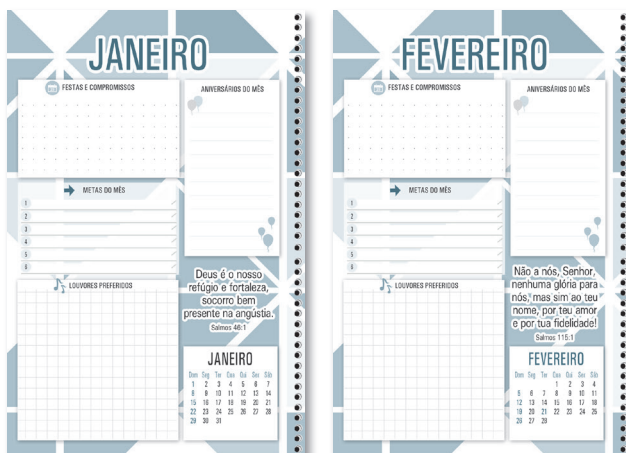 JANEIRO
FESTAS E COMPROMISSOS
ANIVERSÁRIOS DO MÊS
METAS DO MÊS
1
2
3
4
5
6
LOUVORES PREFERIDOS
Deus é o nosso
refúgio e fortaleza,
socorro bem
presente na angústia.
Salmos 46:1
JANEIRO
Dom Seg Ter Qua Qui Sex Sáb
1 2 3 4 5 6 7
8 9 10 11 12 13 14
15 16 17 18 19 20 21
22 23 24 25 26 27 28
29 30 31
FEVEREIRO
FESTAS E COMPROMISSOS
ANIVERSÁRIOS DO MÊS
METAS DO MÊS
1
2
3
4
5
6
LOUVORES PREFERIDOS
Não a nós, Senhor,
nenhuma glória para
nós, mas sim ao teu
nome, por teu amor
e por tua fidelidade!
Salmos 115:1
FEVEREIRO
Dom Seg Ter Qua Qui Sex Sáb
1 2 3 4
5 6 7 8 9 10 11
12 13 14 15 16 17 18
19 20 21 22 23 24 25
26 27 28